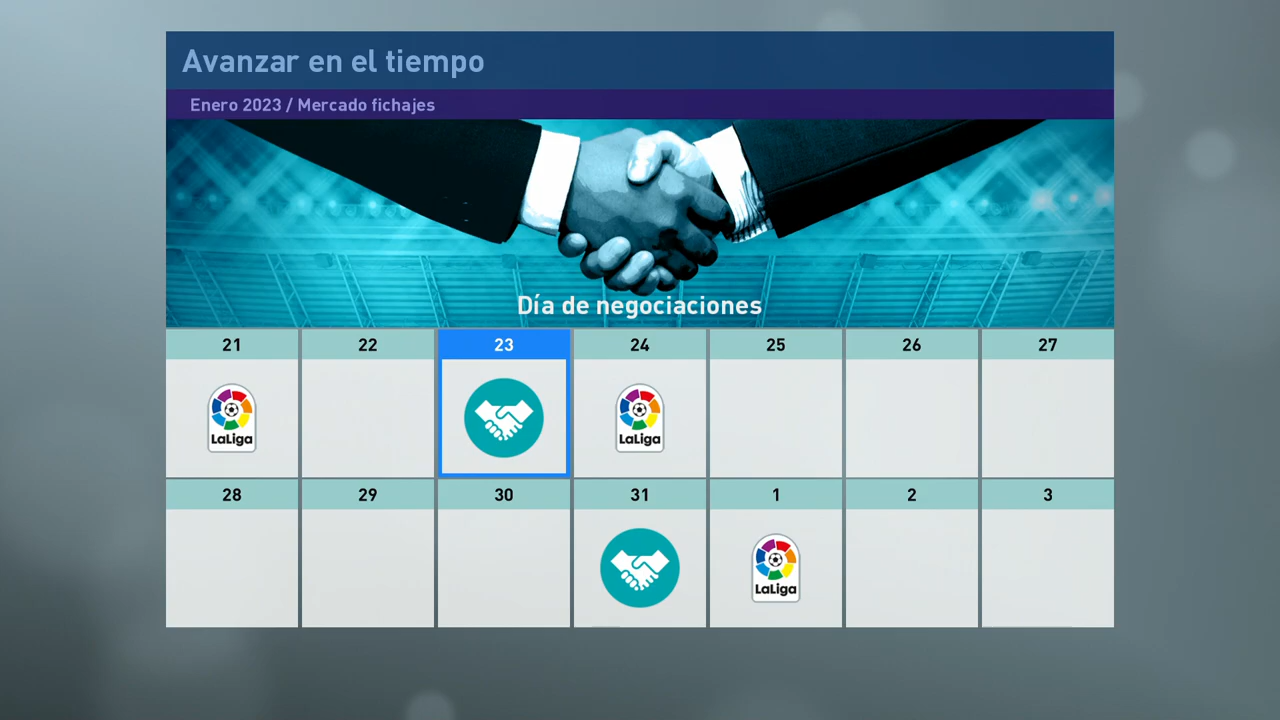 Avanzar en el tiempo
Enero 2023 / Mercado fichajes
Día de negociaciones
21 22 23 24 25 26 27
LaLiga LaLiga
28 29 30 31 1 2 3
LaLiga